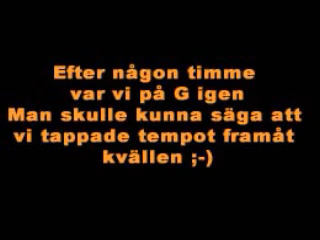 Efter någon timme
var vi på G igen
Man skulle kunna säga att
vi tappade tempot framåt
kvällen ;-)